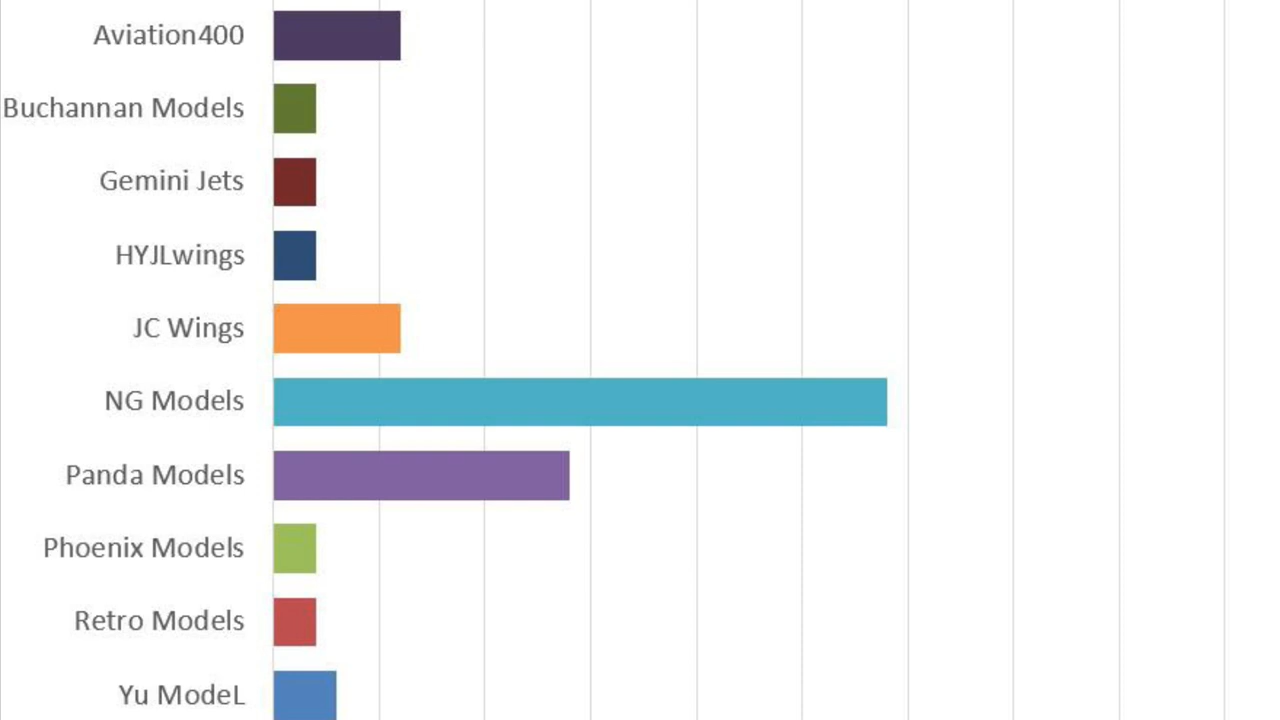 Aviation400
Buchannan Models
Gemini Jets
HYJLwings
JC Wings
NG Models
Panda Models
Phoenix Models
Retro Models
Yu ModeL